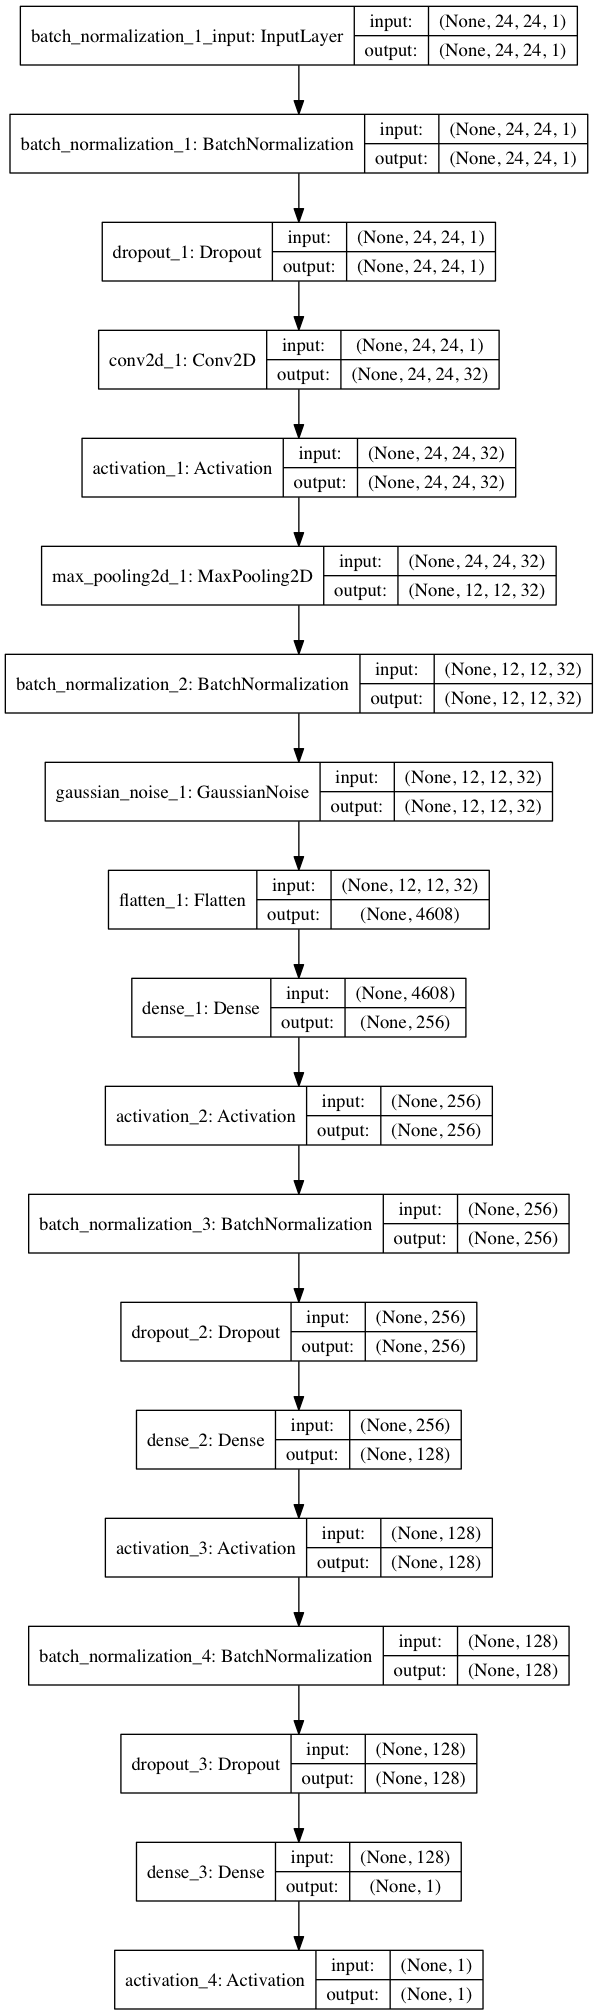 batch_normalization_1_input: InputLayer
input: (None, 24, 24, 1)
output: (None, 24, 24, 1)
batch_normalization_1: BatchNormalization
input: (None, 24, 24, 1)
output: (None, 24, 24, 1)
dropout_1: Dropout
input: (None, 24, 24, 1)
output: (None, 24, 24, 1)
conv2d_1: Conv2D
input: (None, 24, 24, 1)
output: (None, 24, 24, 32)
activation_1: Activation
input: (None, 24, 24, 32)
output: (None, 24, 24, 32)
max_pooling2d_1: MaxPooling2D
input: (None, 24, 24, 32)
output: (None, 12, 12, 32)
batch_normalization_2: BatchNormalization
input: (None, 12, 12, 32)
output: (None, 12, 12, 32)
gaussian_noise_1: GaussianNoise
input: (None, 12, 12, 32)
output: (None, 12, 12, 32)
flatten_1: Flatten
input: (None, 12, 12, 32)
output: (None, 4608)
dense_1: Dense
input: (None, 4608)
output: (None, 256)
activation_2: Activation
input: (None, 256)
output: (None, 256)
batch_normalization_3: BatchNormalization
input: (None, 256)
output: (None, 256)
dropout_2: Dropout
input: (None, 256)
output: (None, 256)
dense_2: Dense
input: (None, 256)
output: (None, 128)
activation_3: Activation
input: (None, 128)
output: (None, 128)
batch_normalization_4: BatchNormalization
input: (None, 128)
output: (None, 128)
dropout_3: Dropout
input: (None, 128)
output: (None, 128)
dense_3: Dense
input: (None, 128)
output: (None, 1)
activation_4: Activation
input: (None, 1)
output: (None, 1)